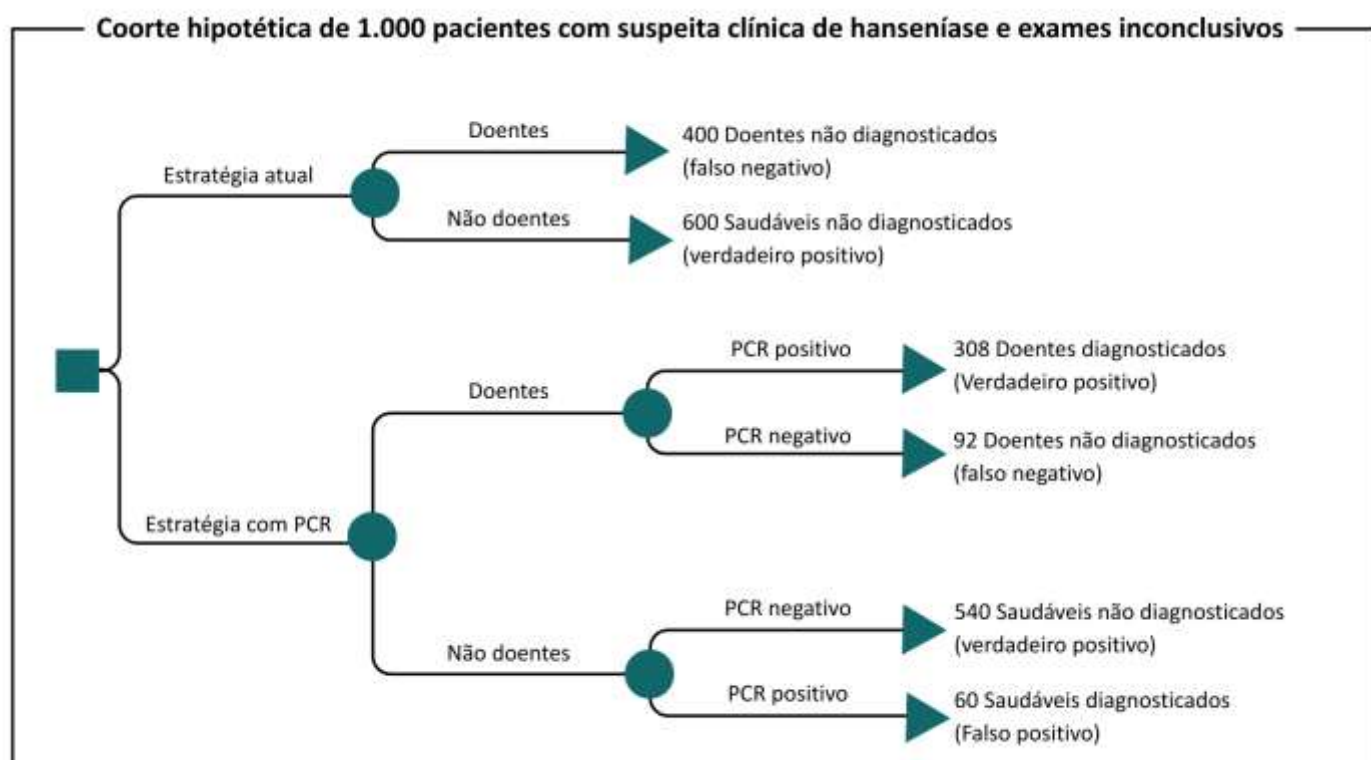 Coorte hipotética de 1.000 pacientes com suspeita clínica de hanseníase e exames inconclusivos
Estratégia atual
Doentes
400 Doentes não diagnosticados
(falso negativo)
Não doentes
600 Saudáveis não diagnosticados
(verdadeiro positivo)
Estratégia com PCR
Doentes
PCR positivo
308 Doentes diagnosticados
(Verdadeiro positivo)
PCR negativo
92 Doentes não diagnosticados
(falso negativo)
Não doentes
PCR negativo
540 Saudáveis não diagnosticados
(verdadeiro positivo)
PCR positivo
60 Saudáveis diagnosticados
(Falso positivo)